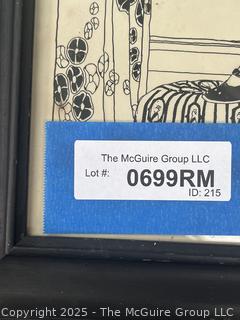 The McGuire Group LLC
Lot #: 0699RM
ID: 215
Copyright 2025 - The McGuire Group LLC